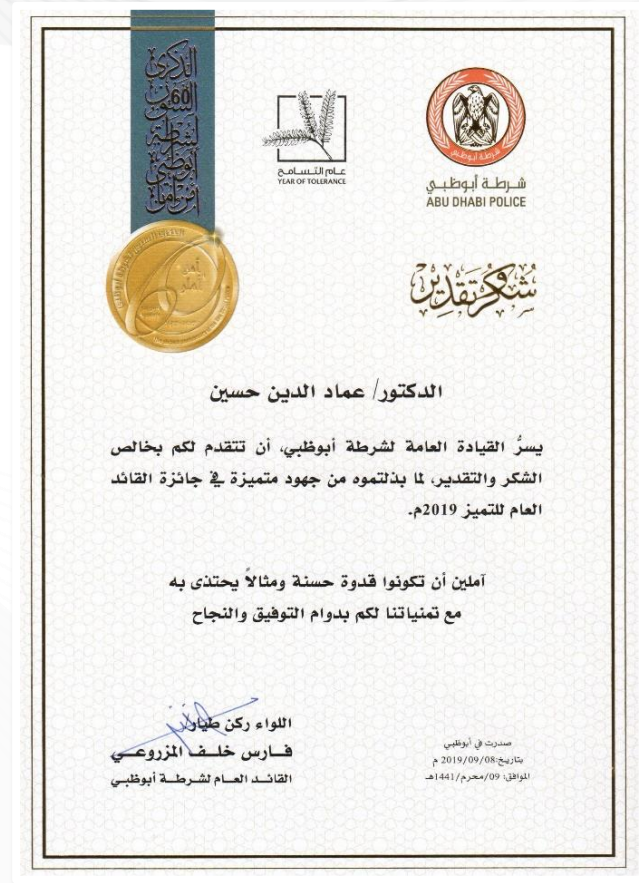 الذكرى
60
السنون
لشرطة
أبوظبي
أمن وأمان
عام التسامح
YEAR OF TOLERANCE
شرطة أبوظبي
شرطة أبوظبي
ABU DHABI POLICE
شكر وتقدير
الدكتور/ عماد الدين حسين
يسرُّ القيادة العامة لشرطة أبوظبي، أن تتقدم لكم بخالص
الشكر والتقدير، لما بذلتموه من جهود متميزة في جائزة القائد
العام للتميز 2019م.
آملين أن تكونوا قدوة حسنة ومثالاً يحتذى به
مع تمنياتنا لكم بدوام التوفيق والنجاح
اللواء ركن طيار
فارس خلف المزروعي
القائد العام لشرطة أبوظبي
صدرت في أبوظبي
بتاريخ:2019/09/08 م
الموافق: 09/محرم/1441هـ